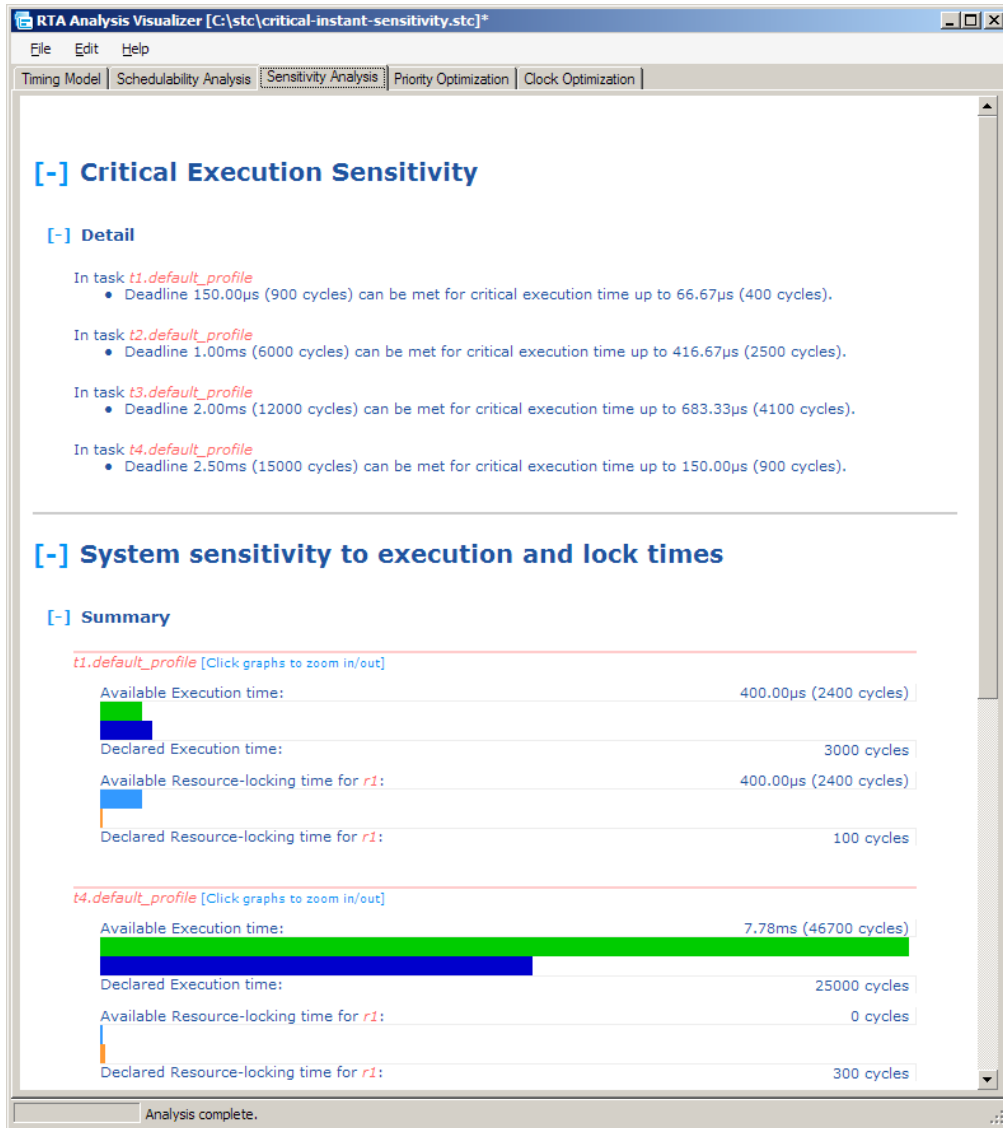 RTA Analysis Visualizer [C:\stc\critical-instant-sensitivity.stc]*
File Edit Help
Timing Model Schedulability Analysis Sensitivity Analysis Priority Optimization Clock Optimization
[-] Critical Execution Sensitivity
[-] Detail
In task t1.default_profile
• Deadline 150.00µs (900 cycles) can be met for critical execution time up to 66.67µs (400 cycles).
In task t2.default_profile
• Deadline 1.00ms (6000 cycles) can be met for critical execution time up to 416.67µs (2500 cycles).
In task t3.default_profile
• Deadline 2.00ms (12000 cycles) can be met for critical execution time up to 683.33µs (4100 cycles).
In task t4.default_profile
• Deadline 2.50ms (15000 cycles) can be met for critical execution time up to 150.00µs (900 cycles).
[-] System sensitivity to execution and lock times
[-] Summary
t1.default_profile [Click graphs to zoom in/out]
Available Execution time: 400.00µs (2400 cycles)
Declared Execution time: 3000 cycles
Available Resource-locking time for r1: 400.00µs (2400 cycles)
Declared Resource-locking time for r1: 100 cycles
t4.default_profile [Click graphs to zoom in/out]
Available Execution time: 7.78ms (46700 cycles)
Declared Execution time: 25000 cycles
Available Resource-locking time for r1: 0 cycles
Declared Resource-locking time for r1: 300 cycles
Analysis complete.